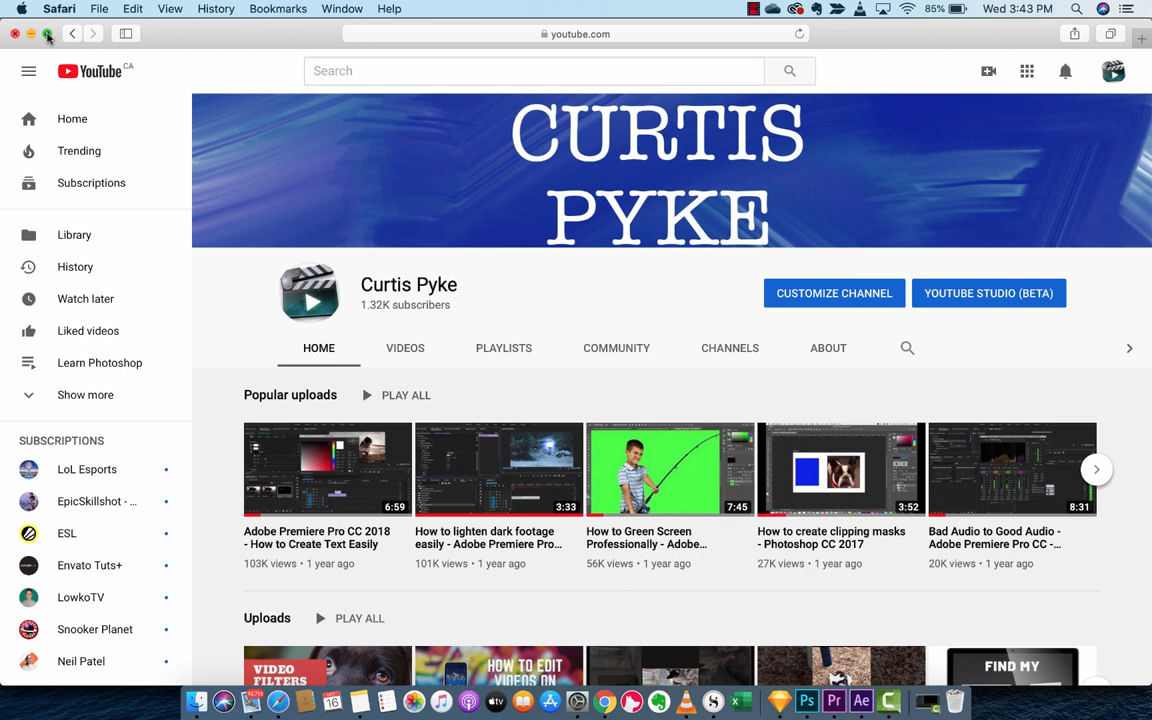 Safari File Edit View History Bookmarks Window Help
85% Wed 3:43 PM
youtube.com
YouTube CA
Search
Home
Trending
Subscriptions
Library
History
Watch later
Liked videos
Learn Photoshop
Show more
SUBSCRIPTIONS
LoL Esports
EpicSkillshot - ...
ESL
Envato Tuts+
LowkoTV
Snooker Planet
Neil Patel
CURTIS
PYKE
Curtis Pyke
1.32K subscribers
CUSTOMIZE CHANNEL
YOUTUBE STUDIO (BETA)
HOME VIDEOS PLAYLISTS COMMUNITY CHANNELS ABOUT
Popular uploads PLAY ALL
6:59
Adobe Premiere Pro CC 2018
- How to Create Text Easily
103K views • 1 year ago
3:33
How to lighten dark footage
easily - Adobe Premiere Pro...
101K views • 1 year ago
7:45
How to Green Screen
Professionally - Adobe...
56K views • 1 year ago
3:52
How to create clipping masks
- Photoshop CC 2017
27K views • 1 year ago
8:31
Bad Audio to Good Audio -
Adobe Premiere Pro CC -...
20K views • 1 year ago
Uploads PLAY ALL
VIDEO
FILTERS
HOW TO EDIT
VIDEOS ON
FIND MY
16
tv
Ps
Pr
Ae